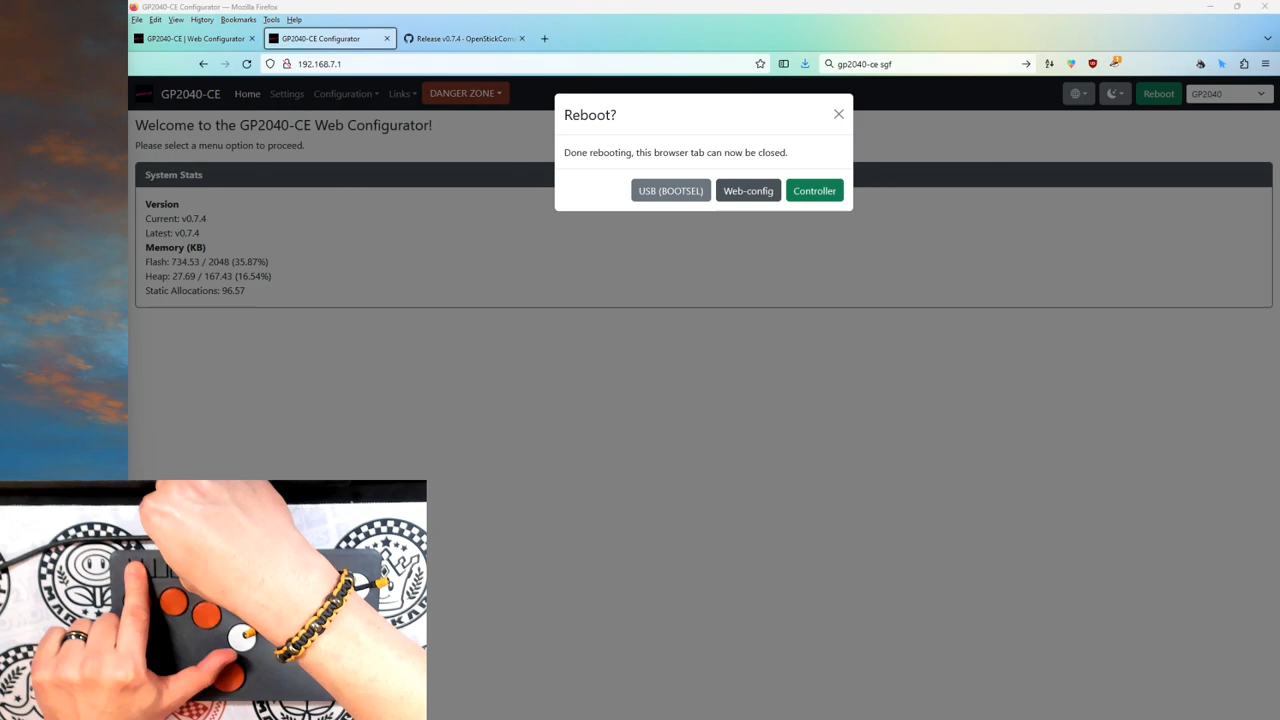 GP2040-CE Configurator — Mozilla Firefox
File Edit View History Bookmarks Tools Help
GP2040-CE | Web Configurator
GP2040-CE Configurator
Release v0.7.4 - OpenStickCom
192.168.7.1
gp2040-ce sgf
GP2040-CE Home Settings Configuration Links DANGER ZONE
Reboot GP2040
Welcome to the GP2040-CE Web Configurator!
Please select a menu option to proceed.
System Stats
Version
Current: v0.7.4
Latest: v0.7.4
Memory (KB)
Flash: 734.53 / 2048 (35.87%)
Heap: 27.69 / 167.43 (16.54%)
Static Allocations: 96.57
Reboot?
Done rebooting, this browser tab can now be closed.
USB (BOOTSEL) Web-config Controller